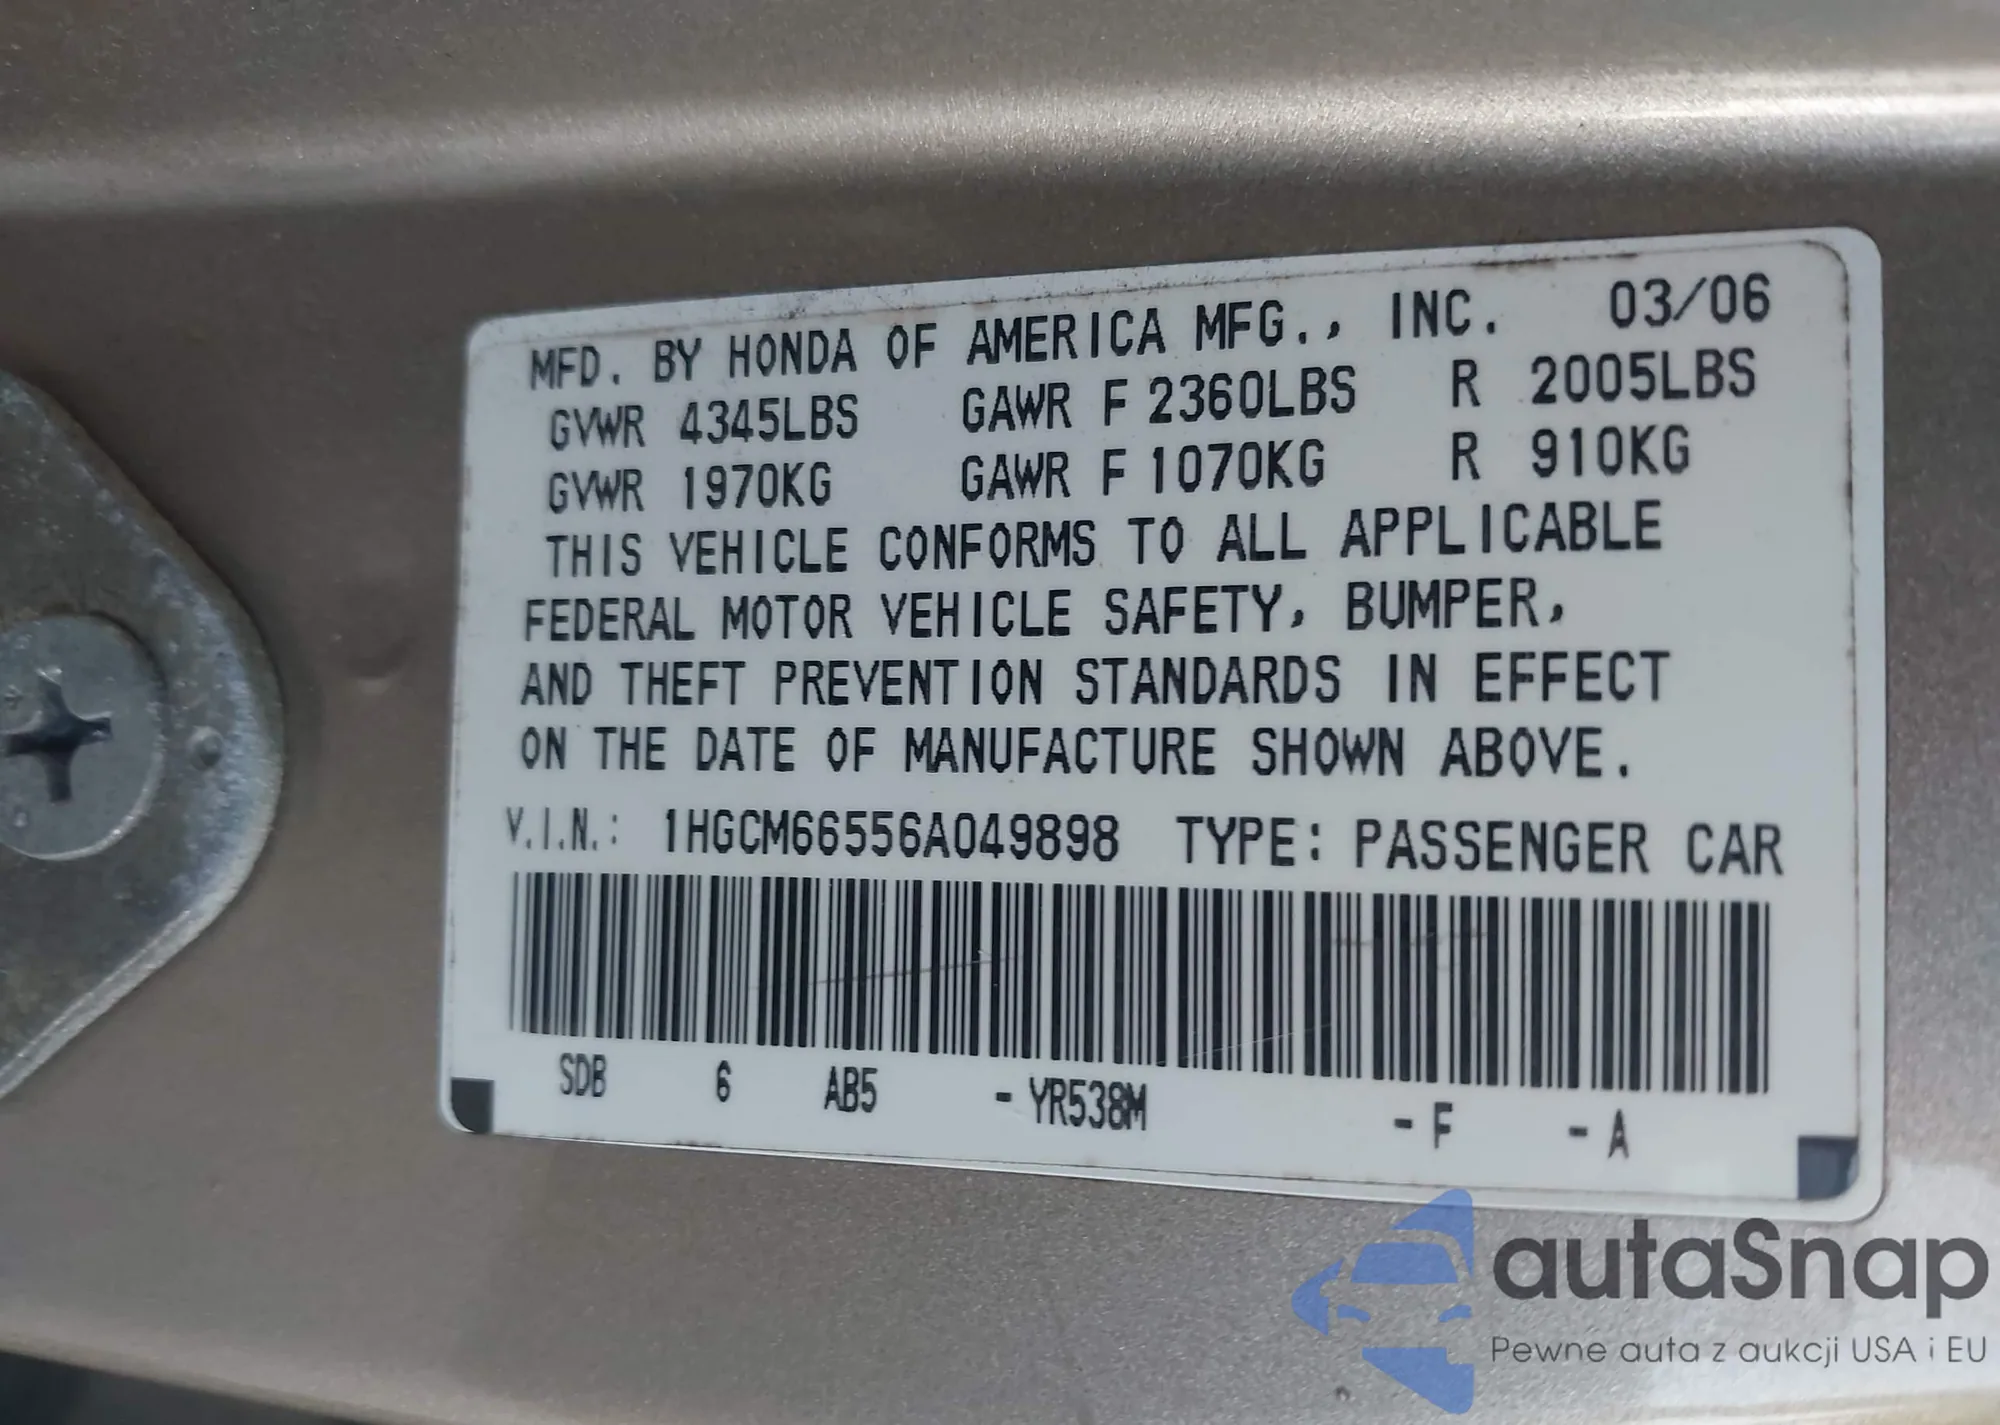 MFD. BY HONDA OF AMERICA MFG., INC. 03/06
GVWR 4345LBS GAWR F 2360LBS R 2005LBS
GVWR 1970KG GAWR F 1070KG R 910KG
THIS VEHICLE CONFORMS TO ALL APPLICABLE
FEDERAL MOTOR VEHICLE SAFETY, BUMPER,
AND THEFT PREVENTION STANDARDS IN EFFECT
ON THE DATE OF MANUFACTURE SHOWN ABOVE.
V.I.N.: 1HGCM66556A049898 TYPE: PASSENGER CAR
SDB 6 AB5 - YR538M - F - A
autaSnap
Pewne auta z aukcji USA i EU